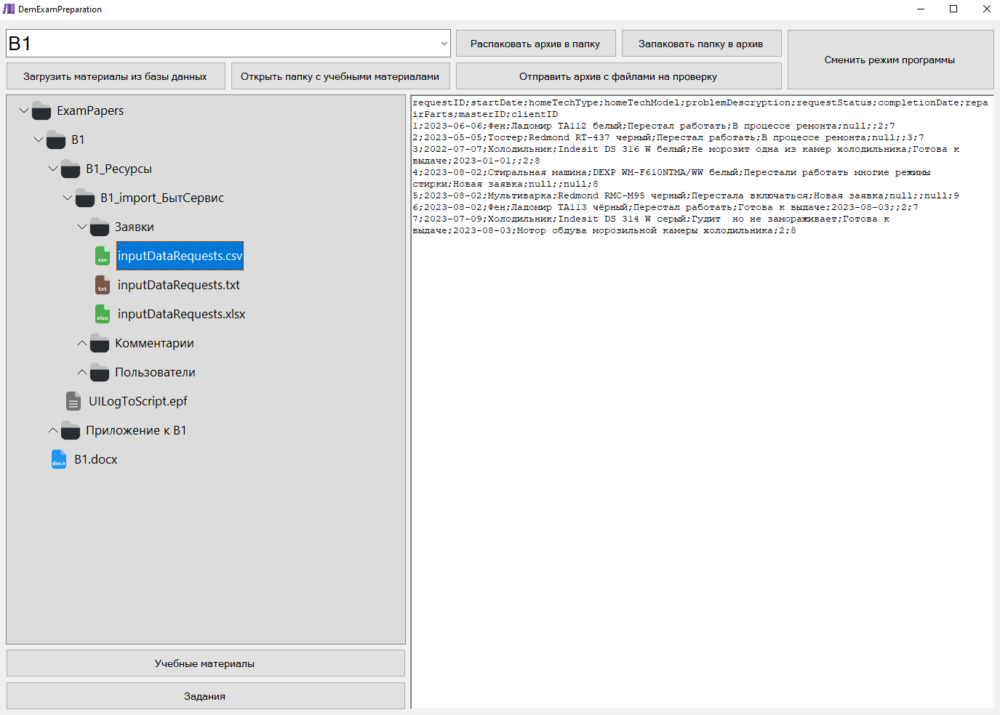 DemExamPreparation
В1
Распаковать архив в папку
Запаковать папку в архив
Сменить режим программы
Загрузить материалы из базы данных
Открыть папку с учебными материалами
Отправить архив с файлами на проверку
ExamPapers
В1
В1_Ресурсы
В1_import_БытСервис
Заявки
csv
inputDataRequests.csv
txt
inputDataRequests.txt
xlsx
inputDataRequests.xlsx
Комментарии
Пользователи
UILogToScript.epf
Приложение к В1
docx
В1.docx
Учебные материалы
Задания
requestID;startDate;homeTechType;homeTechModel;problemDescryption;requestStatus;completionDate;repa
irParts;masterID;clientID
1;2023-06-06;Фен;Ладомир ТА112 белый;Перестал работать;В процессе ремонта;null;;2;7
2;2023-05-05;Тостер;Redmond RT-437 черный;Перестал работать;В процессе ремонта;null;;3;7
3;2022-07-07;Холодильник;Indesit DS 316 W белый;Не морозит одна из камер холодильника;Готова к
выдаче;2023-01-01;;2;8
4;2023-08-02;Стиральная машина;DEXP WM-F610NTMA/WW белый;Перестали работать многие режимы
стирки;Новая заявка;null;;null;8
5;2023-08-02;Мультиварка;Redmond RMC-M95 черный;Перестала включаться;Новая заявка;null;;null;9
6;2023-08-02;Фен;Ладомир ТА113 чёрный;Перестал работать;Готова к выдаче;2023-08-03;;2;7
7;2023-07-09;Холодильник;Indesit DS 314 W серый;Гудит  но не замораживает;Готова к
выдаче;2023-08-03;Мотор обдува морозильной камеры холодильника;2;8